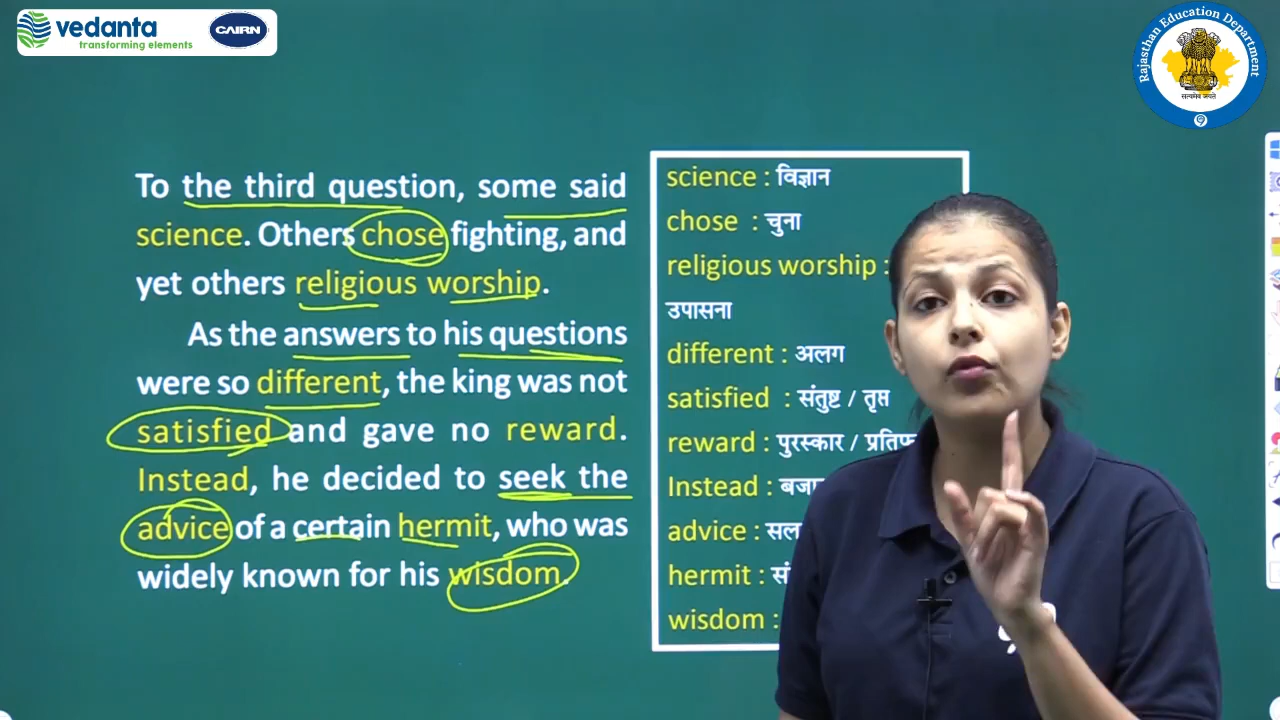 vedanta
transforming elements
CAIRN
Rajasthan Education Department
सत्यमेव जयते
To the third question, some said
science. Others chose fighting, and
yet others religious worship.
As the answers to his questions
were so different, the king was not
satisfied and gave no reward.
Instead, he decided to seek the
advice of a certain hermit, who was
widely known for his wisdom.
science : विज्ञान
chose : चुना
religious worship :
उपासना
different : अलग
satisfied : संतुष्ट / तृप्त
reward : पुरस्कार /
Instead :
advice :
hermit :
wisdom :